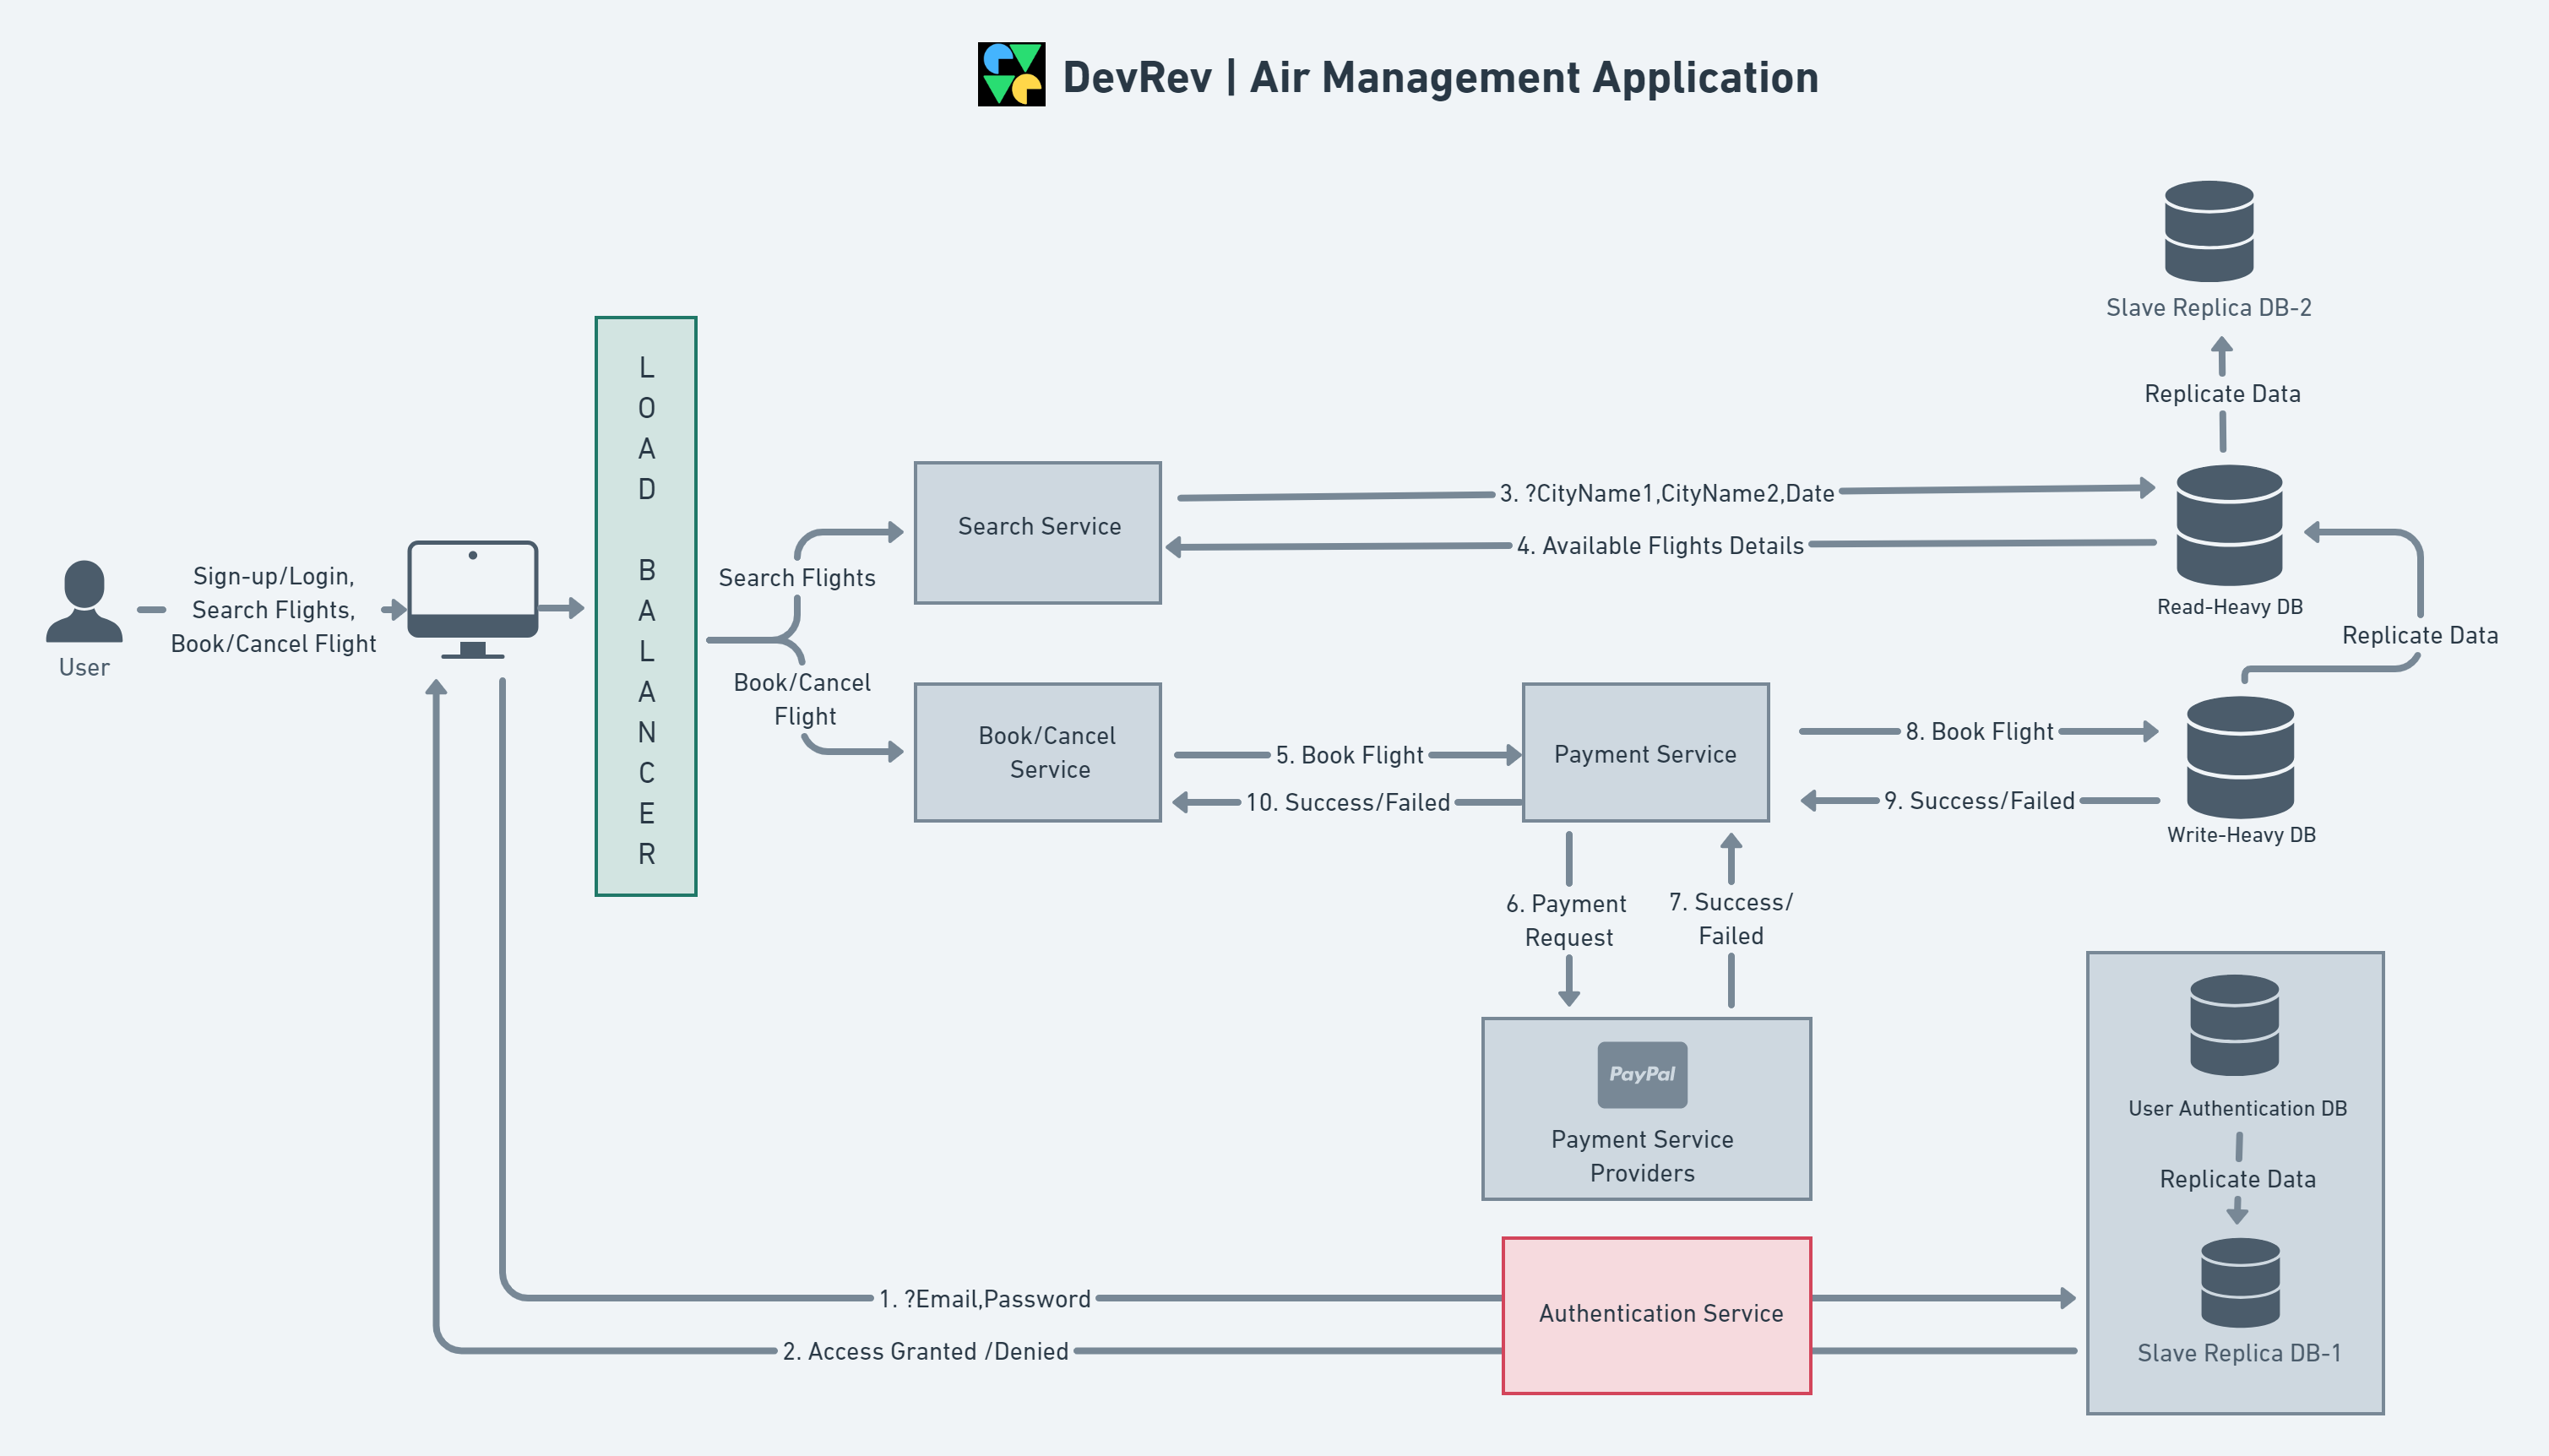 DevRev | Air Management Application
Slave Replica DB-2
Replicate Data
Read-Heavy DB
Replicate Data
Write-Heavy DB
User
Sign-up/Login,
Search Flights,
Book/Cancel Flight
L
O
A
D
B
A
L
A
N
C
E
R
Search Flights
Book/Cancel
Flight
Search Service
3. ?CityName1,CityName2,Date
4. Available Flights Details
Book/Cancel
Service
5. Book Flight
10. Success/Failed
Payment Service
8. Book Flight
9. Success/Failed
6. Payment
Request
7. Success/
Failed
PayPal
Payment Service
Providers
User Authentication DB
Replicate Data
Slave Replica DB-1
1. ?Email,Password
2. Access Granted /Denied
Authentication Service